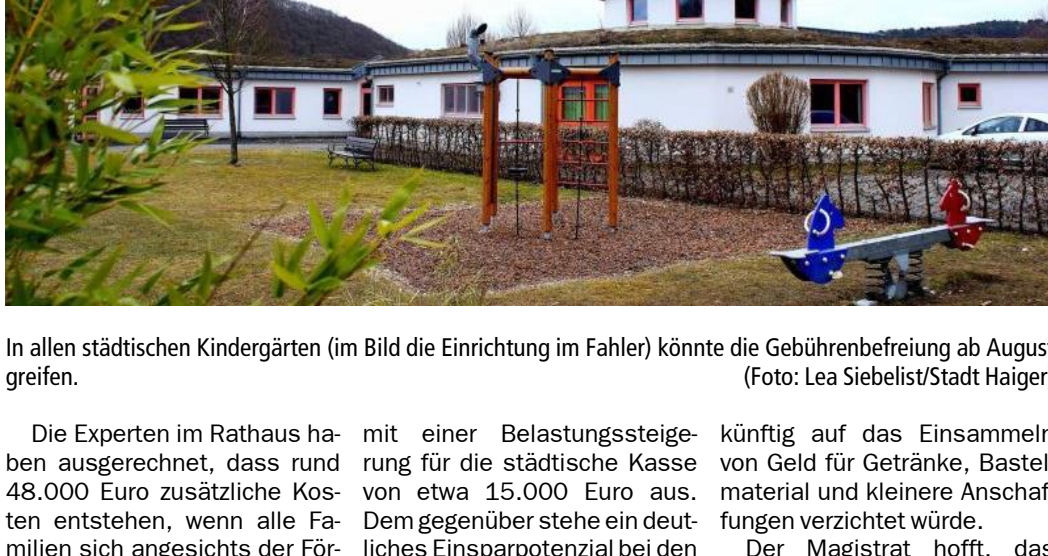 In allen städtischen Kindergärten (im Bild die Einrichtung im Fahler) könnte die Gebührenbefreiung ab August
greifen.
(Foto: Lea Siebelist/Stadt Haiger
Die Experten im Rathaus ha-
ben ausgerechnet, dass rund
48.000 Euro zusätzliche Kos-
ten entstehen, wenn alle Fa-
milien sich angesichts der För-
mit einer Belastungssteige-
rung für die städtische Kasse
von etwa 15.000 Euro aus.
Dem gegenüber stehe ein deut-
liches Einsparpotenzial bei den
künftig auf das Einsammeln
von Geld für Getränke, Bastel
material und kleinere Anschaf
fungen verzichtet würde.
Der Magistrat hofft, das